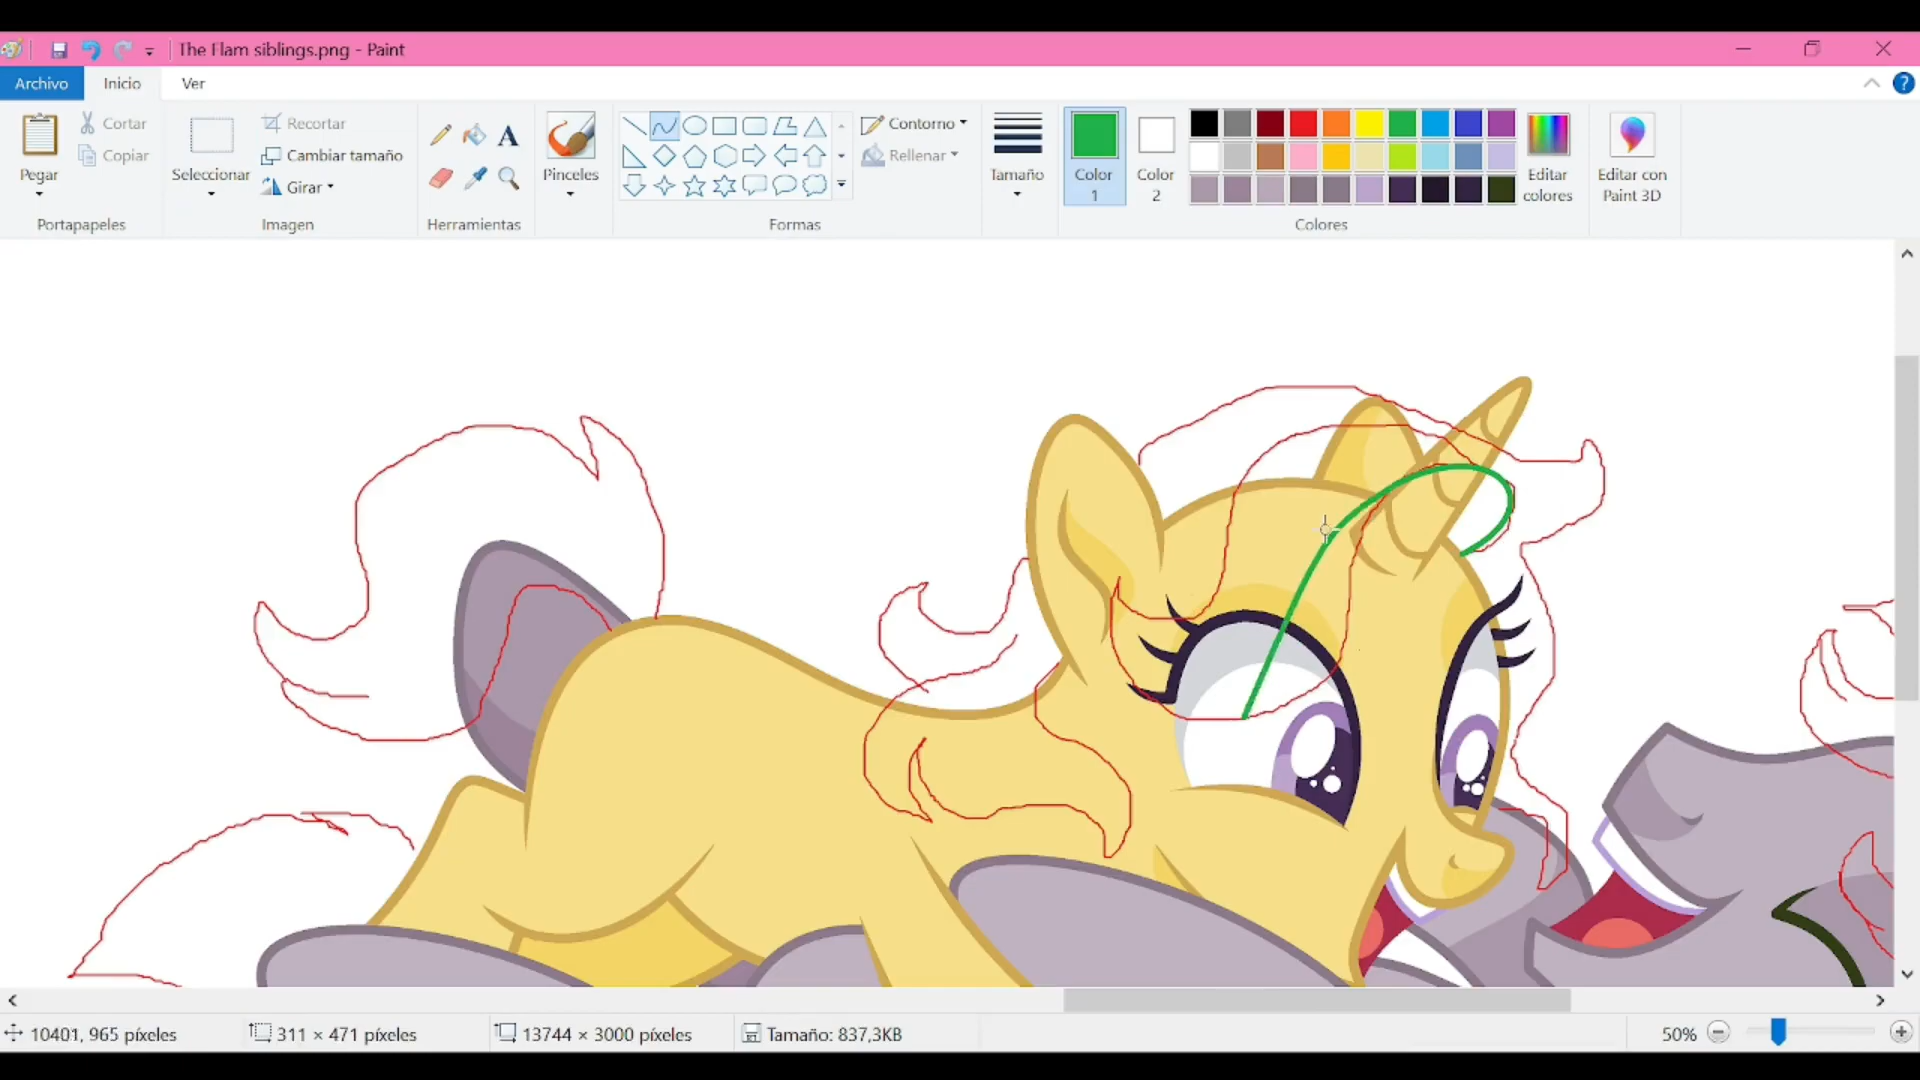 The Flam siblings.png - Paint
Archivo Inicio Ver
Pegar
Cortar
Copiar
Portapapeles
Seleccionar
Recortar
Cambiar tamaño
Girar
Imagen
A
Herramientas
Pinceles
Formas
Contorno
Rellenar
Tamaño
Color 1
Color 2
Colores
Editar colores
Editar con Paint 3D
?
10401, 965 píxeles
311 × 471 píxeles
13744 × 3000 píxeles
Tamaño: 837,3KB
50%